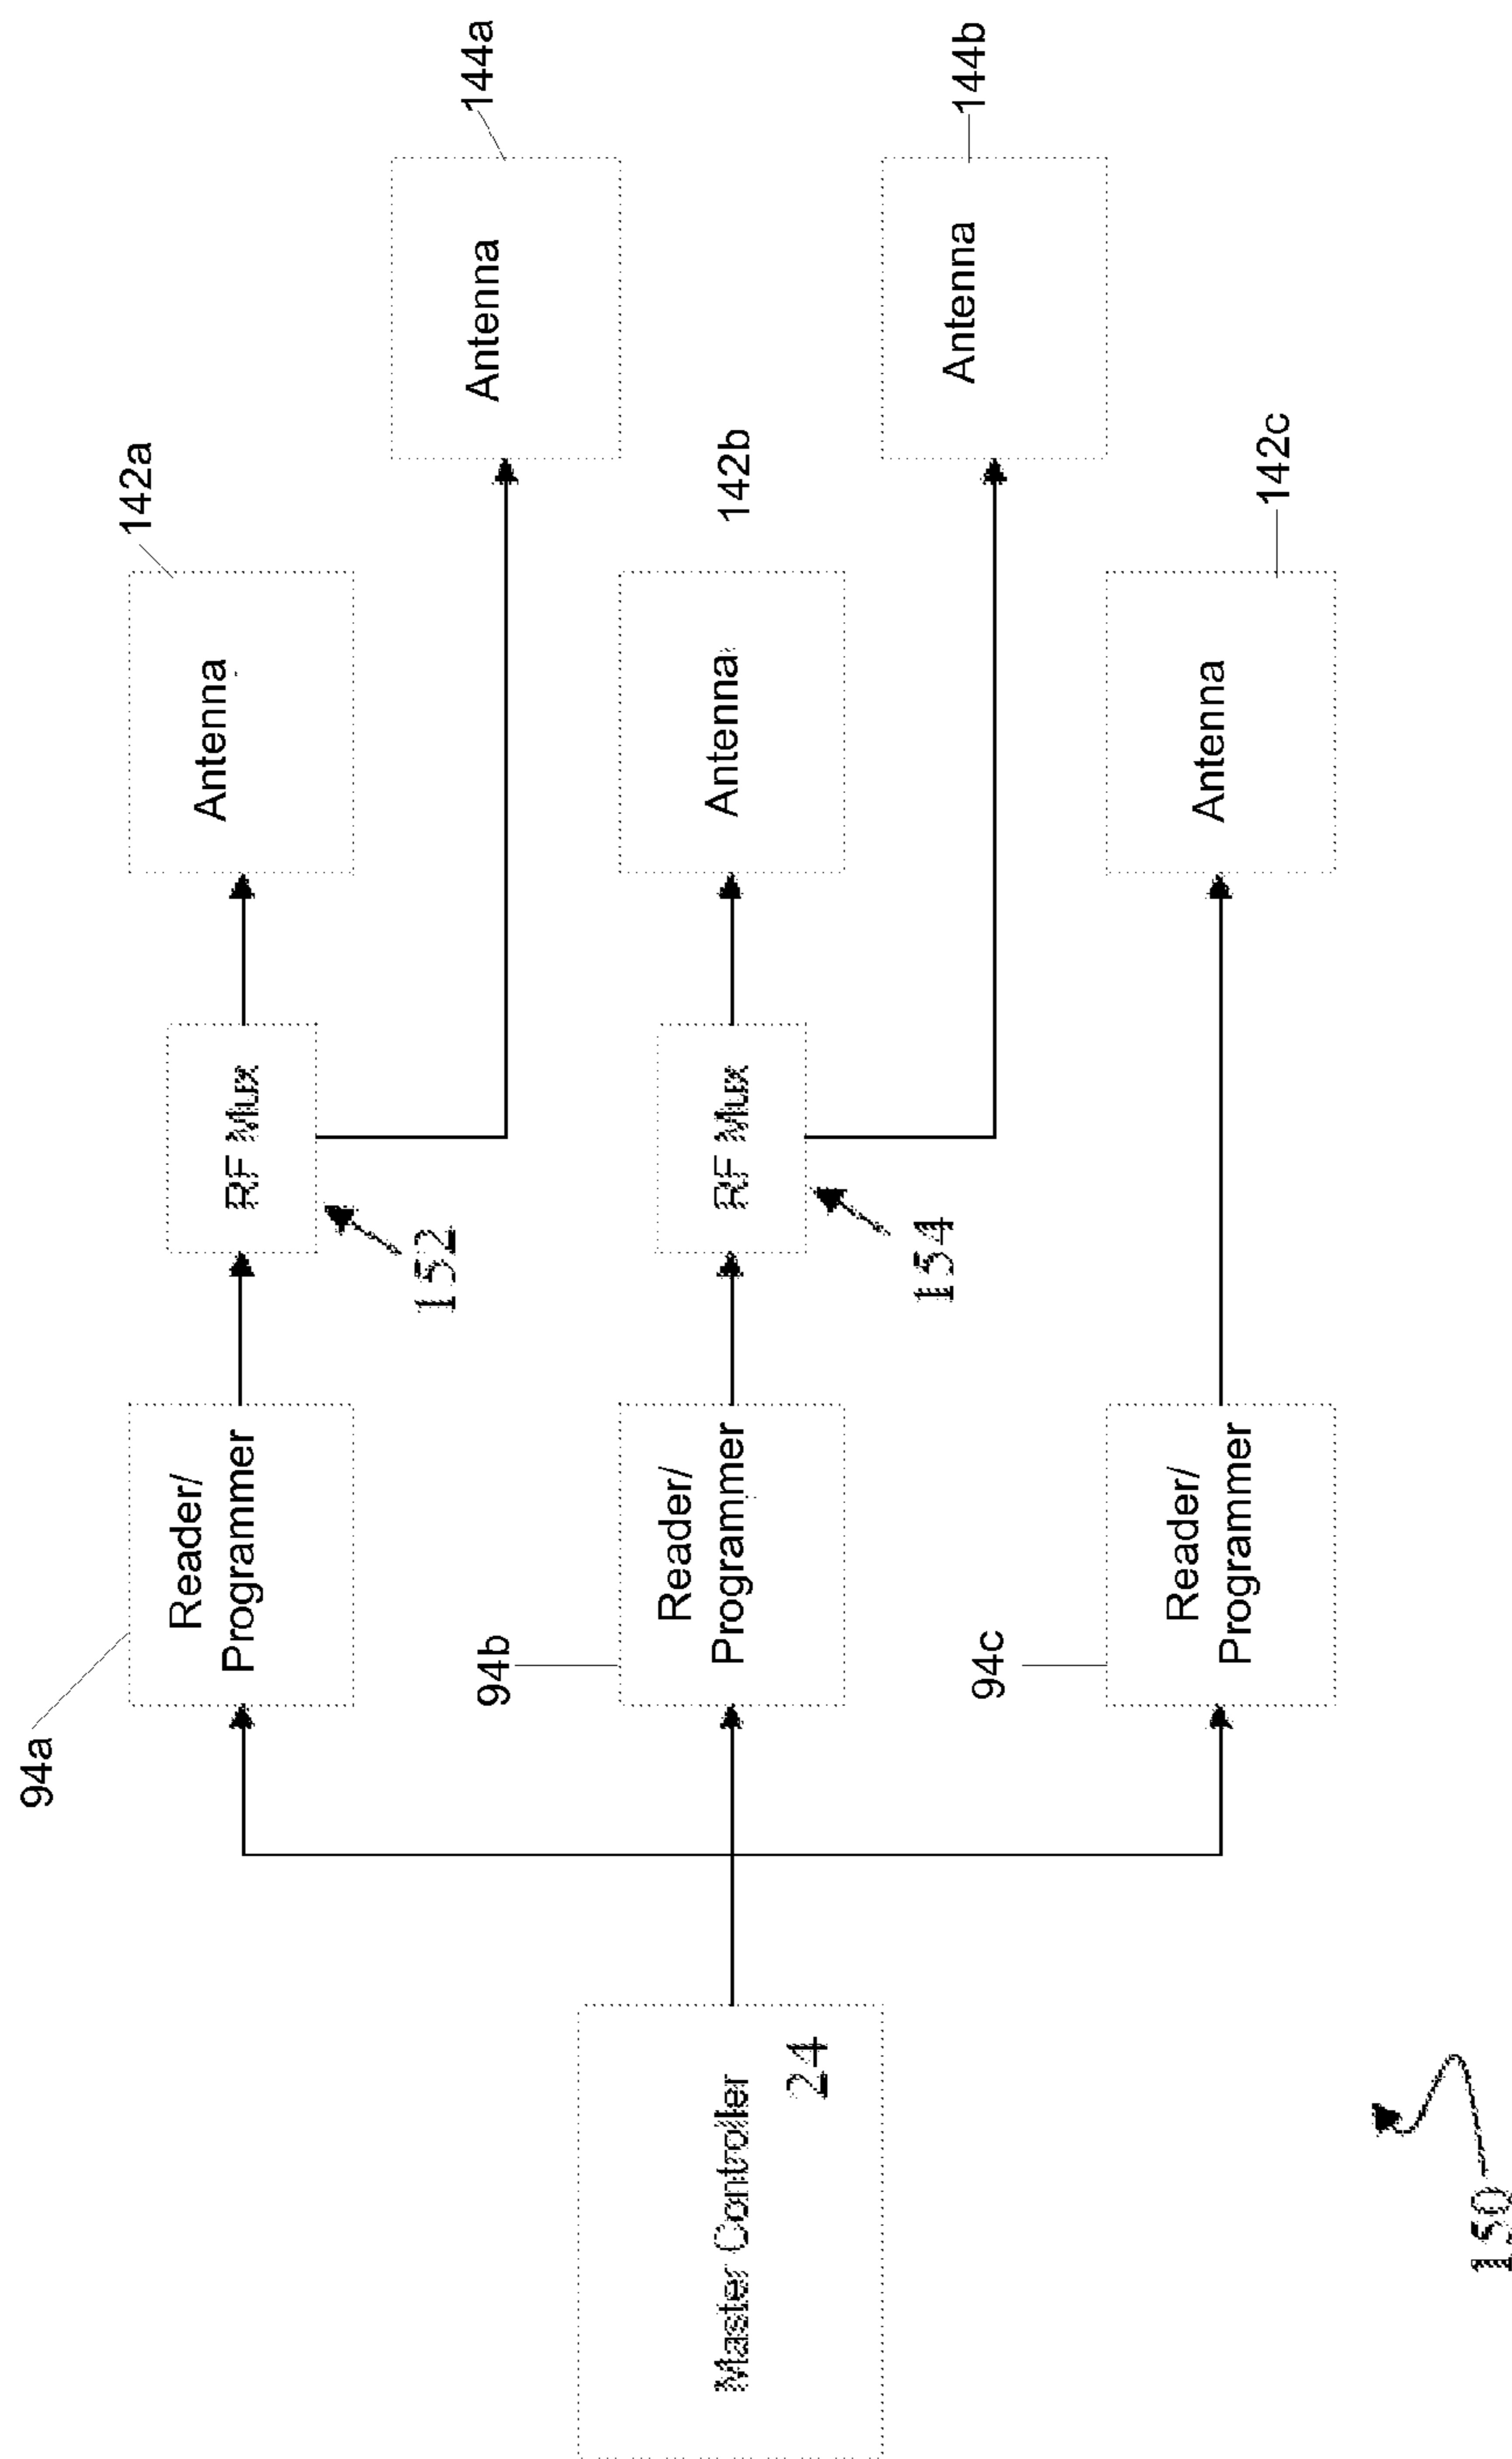 94a
Reader/
Programmer
RF Mux
152
Antenna
142a
Antenna
144a
Master Controller
24
94b
Reader/
Programmer
RF Mux
154
Antenna
142b
Antenna
144b
94c
Reader/
Programmer
Antenna
142c
150